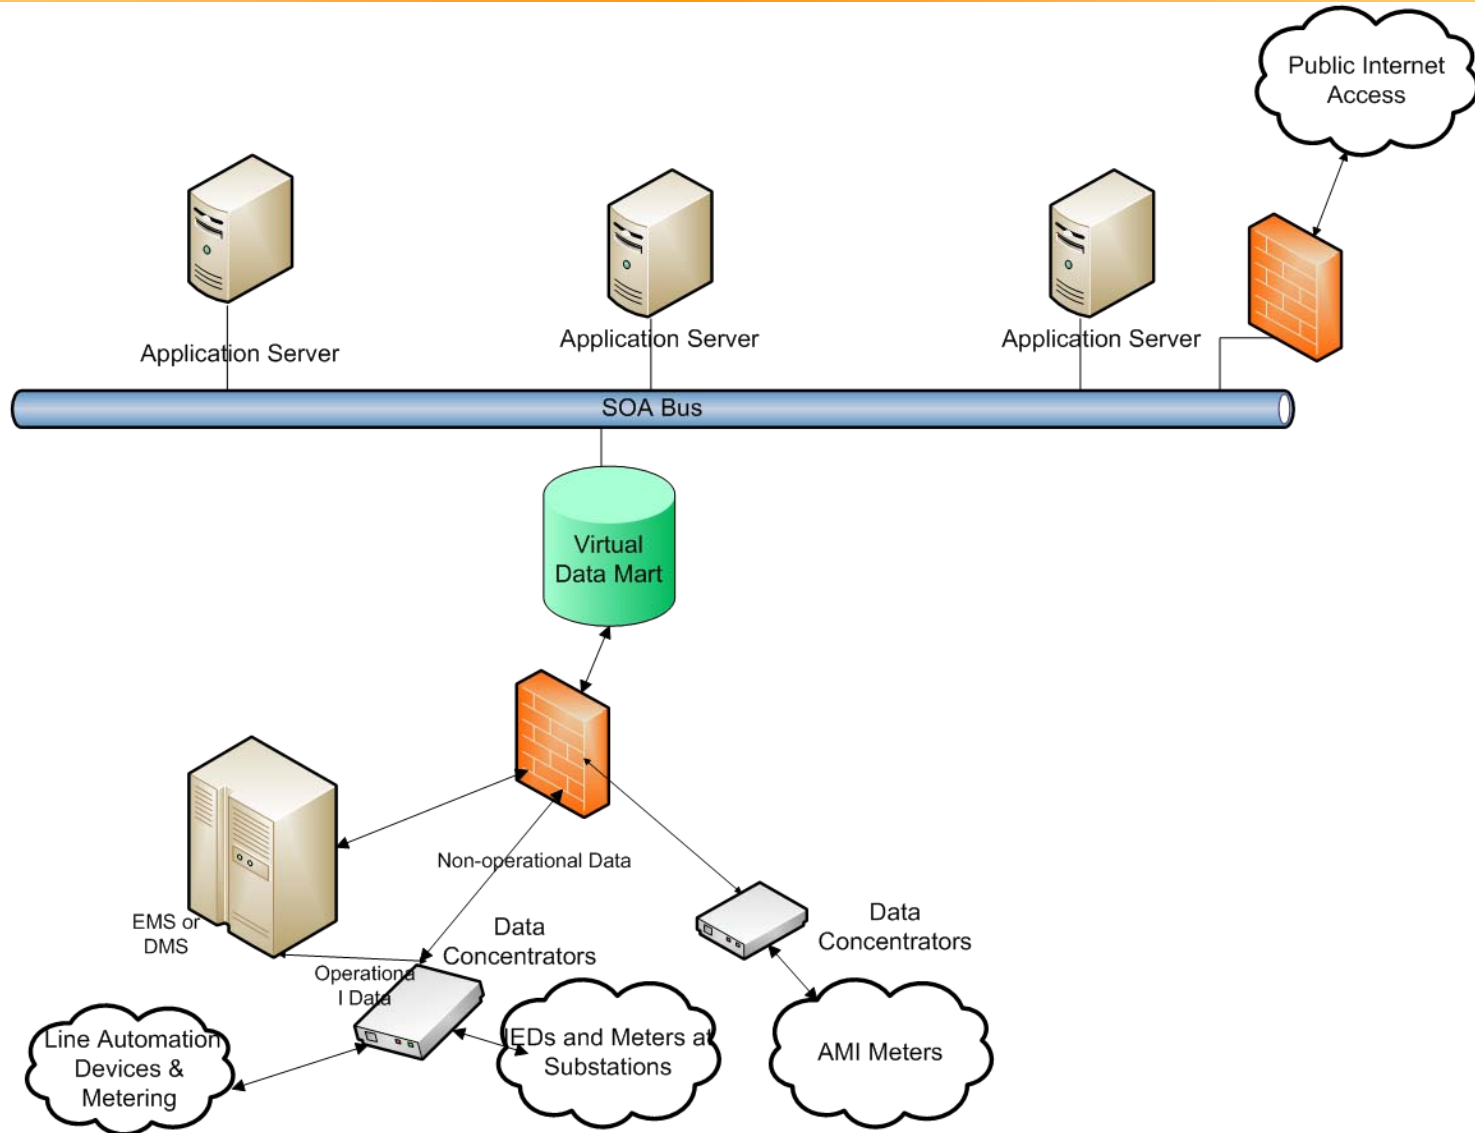 Public Internet
Access
Application Server
Application Server
Application Server
SOA Bus
Virtual
Data Mart
Non-operational Data
EMS or
DMS
Data
Concentrators
Data
Concentrators
Operationa
l Data
Line Automation
Devices &
Metering
IEDs and Meters at
Substations
AMI Meters